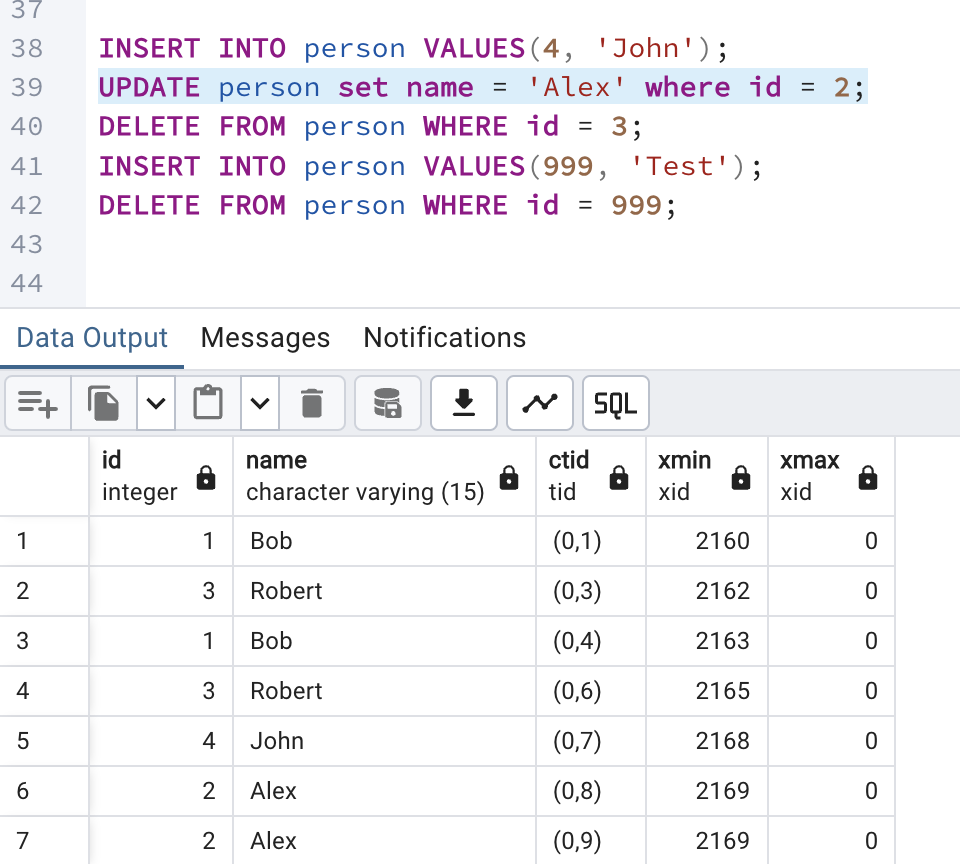 37
38 INSERT INTO person VALUES(4, 'John');
39 UPDATE person set name = 'Alex' where id = 2;
40 DELETE FROM person WHERE id = 3;
41 INSERT INTO person VALUES(999, 'Test');
42 DELETE FROM person WHERE id = 999;
43
44
Data Output Messages Notifications
SQL
id name ctid xmin xmax
integer character varying (15) tid xid xid
1 1 Bob (0,1) 2160 0
2 3 Robert (0,3) 2162 0
3 1 Bob (0,4) 2163 0
4 3 Robert (0,6) 2165 0
5 4 John (0,7) 2168 0
6 2 Alex (0,8) 2169 0
7 2 Alex (0,9) 2169 0